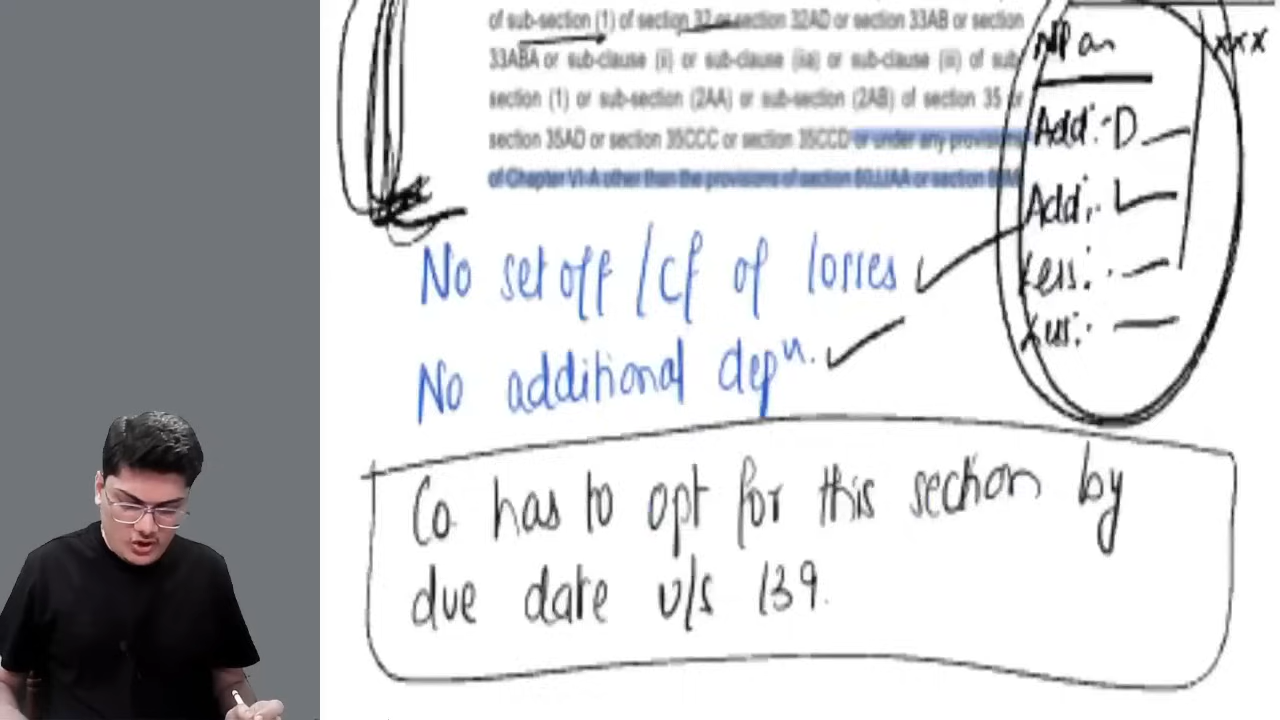 of sub-section (1) of section 32 or section 32AD or section 33AB or section
33ABA or sub-clause (ii) or sub-clause (iia) or sub-clause (iii) of sub
section (1) or sub-section (2AA) or sub-section (2AB) of section 35 or
section 35AD or section 35CCC or section 35CCD or under any provisions
of Chapter VI-A other than the provisions of section 80JJAA or section
NP as
xxx
Add:- D
Add:- L
Less:-
Less:-
No set off / Cf of losses
No additional depn.
Co has to opt for this section by
due date u/s 139.